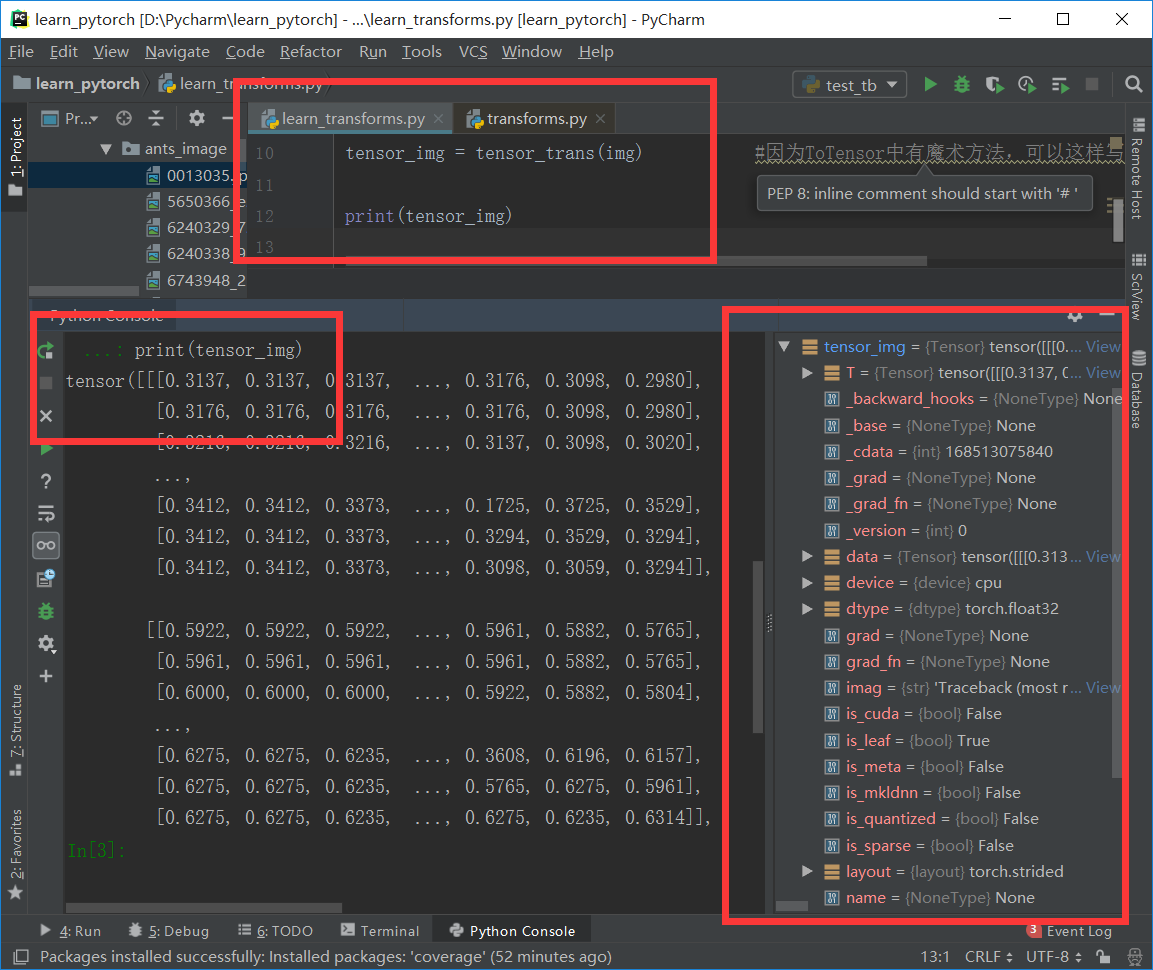 learn_pytorch [D:\Pycharm\learn_pytorch] - ...\learn_transforms.py [learn_pytorch] - PyCharm
File Edit View Navigate Code Refactor Run Tools VCS Window Help
learn_pytorch learn_transforms.py test_tb
1: Project
Pr...
learn_transforms.py transforms.py
ants_image
0013035.
5650366_
6240329_7
6240338_9
6743948_2
10 tensor_img = tensor_trans(img) #因为ToTensor中有魔术方法，可以这样写
11
12 print(tensor_img)
13
PEP 8: inline comment should start with '# '
Remote Host
SciView
Database
Python Console
...: print(tensor_img)
tensor([[[0.3137, 0.3137, 0.3137, ..., 0.3176, 0.3098, 0.2980],
[0.3176, 0.3176, 0.3176, ..., 0.3176, 0.3098, 0.2980],
[0.3216, 0.3216, 0.3216, ..., 0.3137, 0.3098, 0.3020],
...,
[0.3412, 0.3412, 0.3373, ..., 0.1725, 0.3725, 0.3529],
[0.3412, 0.3412, 0.3373, ..., 0.3294, 0.3529, 0.3294],
[0.3412, 0.3412, 0.3373, ..., 0.3098, 0.3059, 0.3294]],
[[0.5922, 0.5922, 0.5922, ..., 0.5961, 0.5882, 0.5765],
[0.5961, 0.5961, 0.5961, ..., 0.5961, 0.5882, 0.5765],
[0.6000, 0.6000, 0.6000, ..., 0.5922, 0.5882, 0.5804],
...,
[0.6275, 0.6275, 0.6235, ..., 0.3608, 0.6196, 0.6157],
[0.6275, 0.6275, 0.6235, ..., 0.5765, 0.6275, 0.5961],
[0.6275, 0.6275, 0.6235, ..., 0.6275, 0.6235, 0.6314]],
In[3]:
tensor_img = {Tensor} tensor([[[0.... View
T = {Tensor} tensor([[[0.3137, 0... View
_backward_hooks = {NoneType} None
_base = {NoneType} None
_cdata = {int} 168513075840
_grad = {NoneType} None
_grad_fn = {NoneType} None
_version = {int} 0
data = {Tensor} tensor([[[0.313... View
device = {device} cpu
dtype = {dtype} torch.float32
grad = {NoneType} None
grad_fn = {NoneType} None
imag = {str} 'Traceback (most r... View
is_cuda = {bool} False
is_leaf = {bool} True
is_meta = {bool} False
is_mkldnn = {bool} False
is_quantized = {bool} False
is_sparse = {bool} False
layout = {layout} torch.strided
name = {NoneType} None
7: Structure
2: Favorites
4: Run 5: Debug 6: TODO Terminal Python Console 3 Event Log
Packages installed successfully: Installed packages: 'coverage' (52 minutes ago) 13:1 CRLF UTF-8